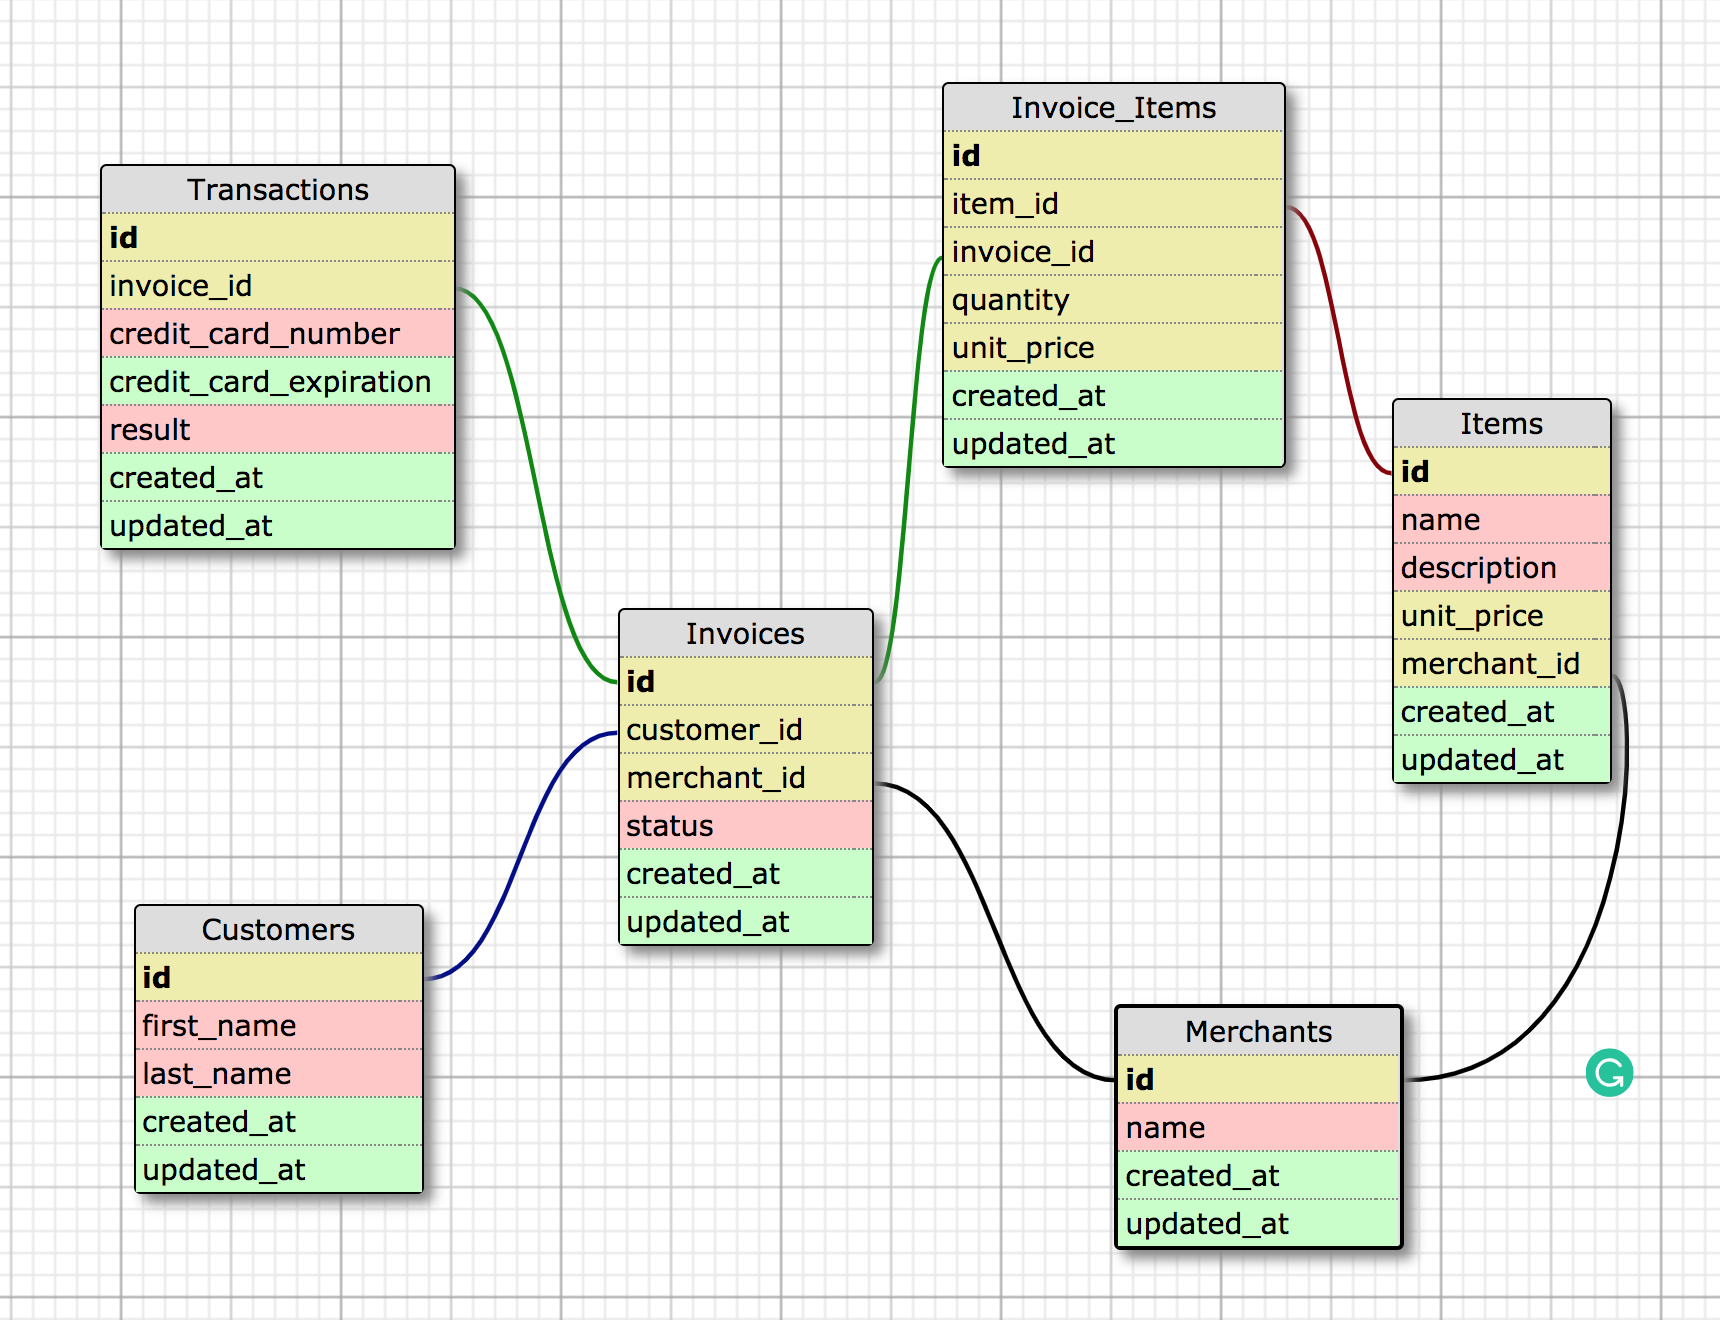 Transactions
id
invoice_id
credit_card_number
credit_card_expiration
result
created_at
updated_at
Invoice_Items
id
item_id
invoice_id
quantity
unit_price
created_at
updated_at
Items
id
name
description
unit_price
merchant_id
created_at
updated_at
Invoices
id
customer_id
merchant_id
status
created_at
updated_at
Customers
id
first_name
last_name
created_at
updated_at
Merchants
id
name
created_at
updated_at